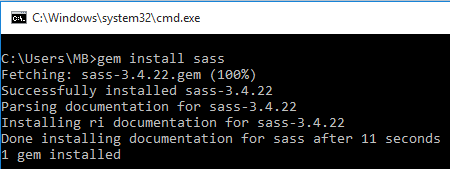 C:\Windows\system32\cmd.exe
C:\Users\MB>gem install sass
Fetching: sass-3.4.22.gem (100%)
Successfully installed sass-3.4.22
Parsing documentation for sass-3.4.22
Installing ri documentation for sass-3.4.22
Done installing documentation for sass after 11 seconds
1 gem installed